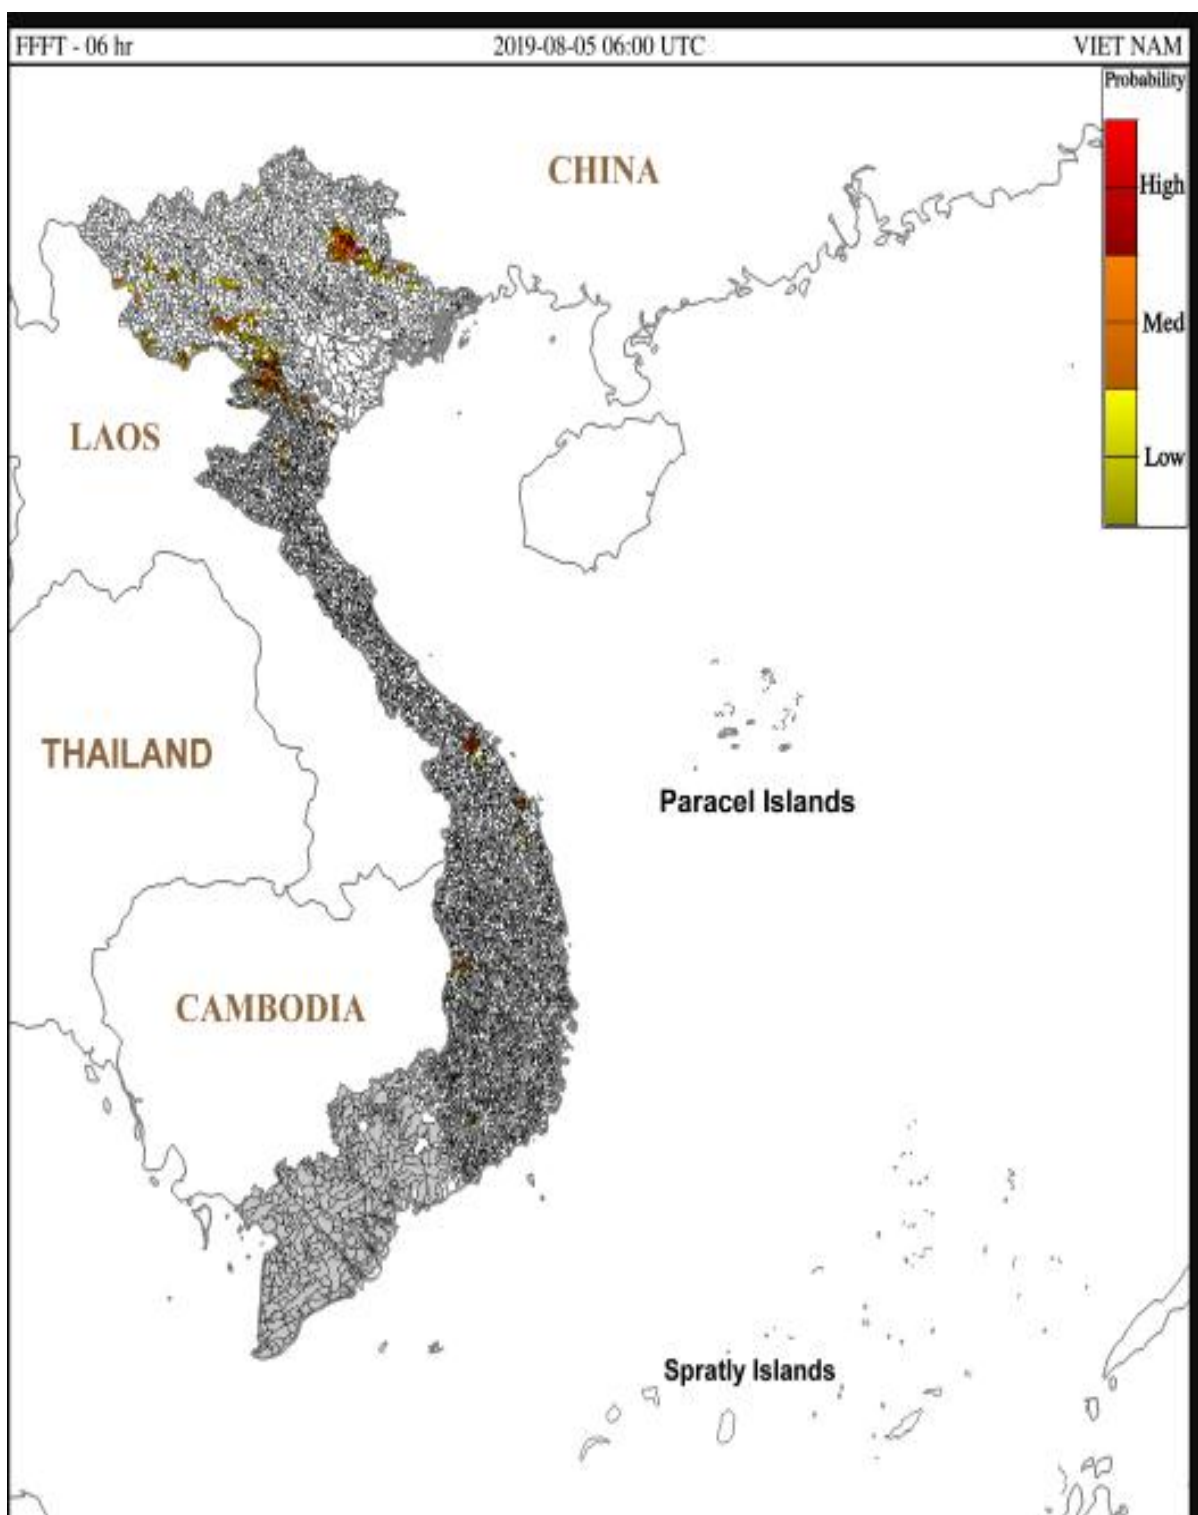 FFFT - 06 hr
2019-08-05 06:00 UTC
VIET NAM
Probability
CHINA
High
Med
LAOS
Low
THAILAND
Paracel Islands
CAMBODIA
Spratly Islands